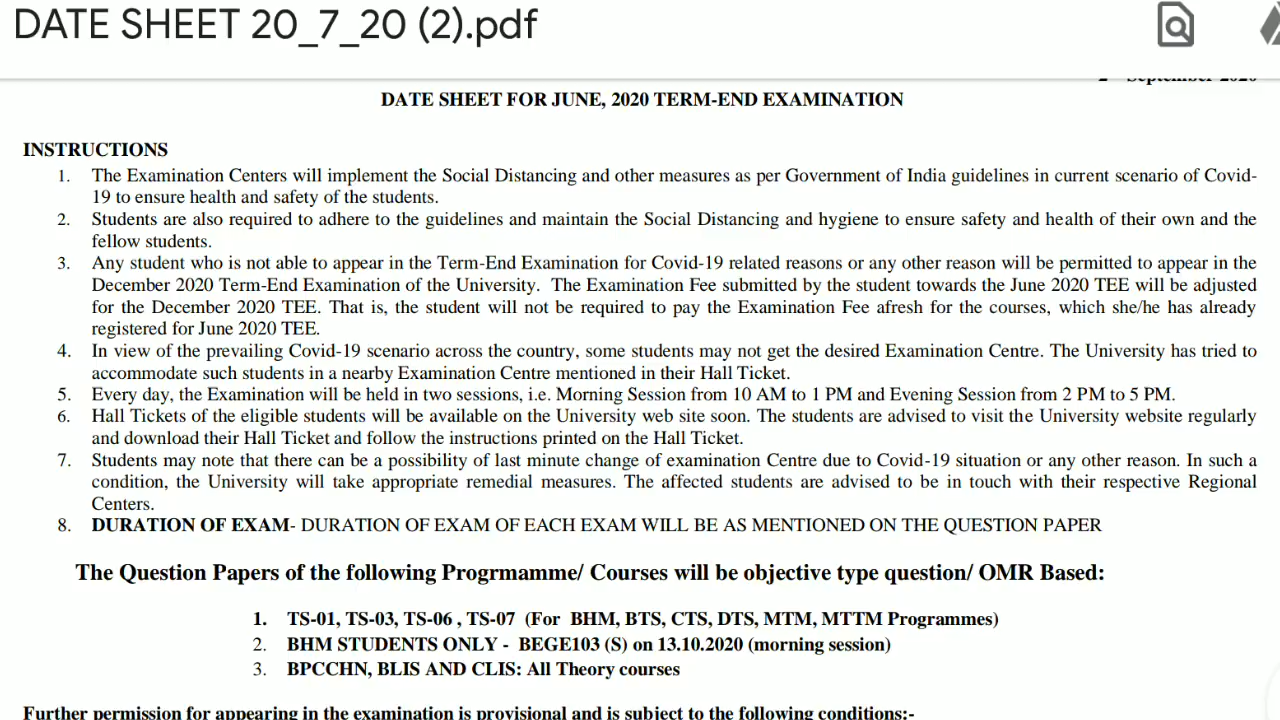 DATE SHEET 20_7_20 (2).pdf
September 2020
DATE SHEET FOR JUNE, 2020 TERM-END EXAMINATION
INSTRUCTIONS
1. The Examination Centers will implement the Social Distancing and other measures as per Government of India guidelines in current scenario of Covid-
19 to ensure health and safety of the students.
2. Students are also required to adhere to the guidelines and maintain the Social Distancing and hygiene to ensure safety and health of their own and the
fellow students.
3. Any student who is not able to appear in the Term-End Examination for Covid-19 related reasons or any other reason will be permitted to appear in the
December 2020 Term-End Examination of the University. The Examination Fee submitted by the student towards the June 2020 TEE will be adjusted
for the December 2020 TEE. That is, the student will not be required to pay the Examination Fee afresh for the courses, which she/he has already
registered for June 2020 TEE.
4. In view of the prevailing Covid-19 scenario across the country, some students may not get the desired Examination Centre. The University has tried to
accommodate such students in a nearby Examination Centre mentioned in their Hall Ticket.
5. Every day, the Examination will be held in two sessions, i.e. Morning Session from 10 AM to 1 PM and Evening Session from 2 PM to 5 PM.
6. Hall Tickets of the eligible students will be available on the University web site soon. The students are advised to visit the University website regularly
and download their Hall Ticket and follow the instructions printed on the Hall Ticket.
7. Students may note that there can be a possibility of last minute change of examination Centre due to Covid-19 situation or any other reason. In such a
condition, the University will take appropriate remedial measures. The affected students are advised to be in touch with their respective Regional
Centers.
8. DURATION OF EXAM- DURATION OF EXAM OF EACH EXAM WILL BE AS MENTIONED ON THE QUESTION PAPER
The Question Papers of the following Progrmamme/ Courses will be objective type question/ OMR Based:
1. TS-01, TS-03, TS-06 , TS-07 (For BHM, BTS, CTS, DTS, MTM, MTTM Programmes)
2. BHM STUDENTS ONLY - BEGE103 (S) on 13.10.2020 (morning session)
3. BPCCHN, BLIS AND CLIS: All Theory courses
Further permission for appearing in the examination is provisional and is subject to the following conditions:-